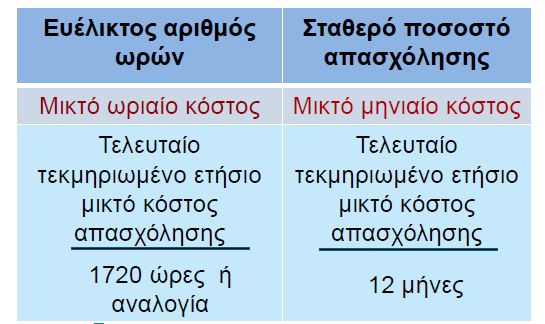 Ευέλικτος αριθμός
ωρών
Σταθερό ποσοστό
απασχόλησης
Μικτό ωριαίο κόστος
Μικτό μηνιαίο κόστος
Τελευταίο
τεκμηριωμένο ετήσιο
μικτό κόστος
απασχόλησης
1720 ώρες ή
αναλογία
Τελευταίο
τεκμηριωμένο ετήσιο
μικτό κόστος
απασχόλησης
12 μήνες